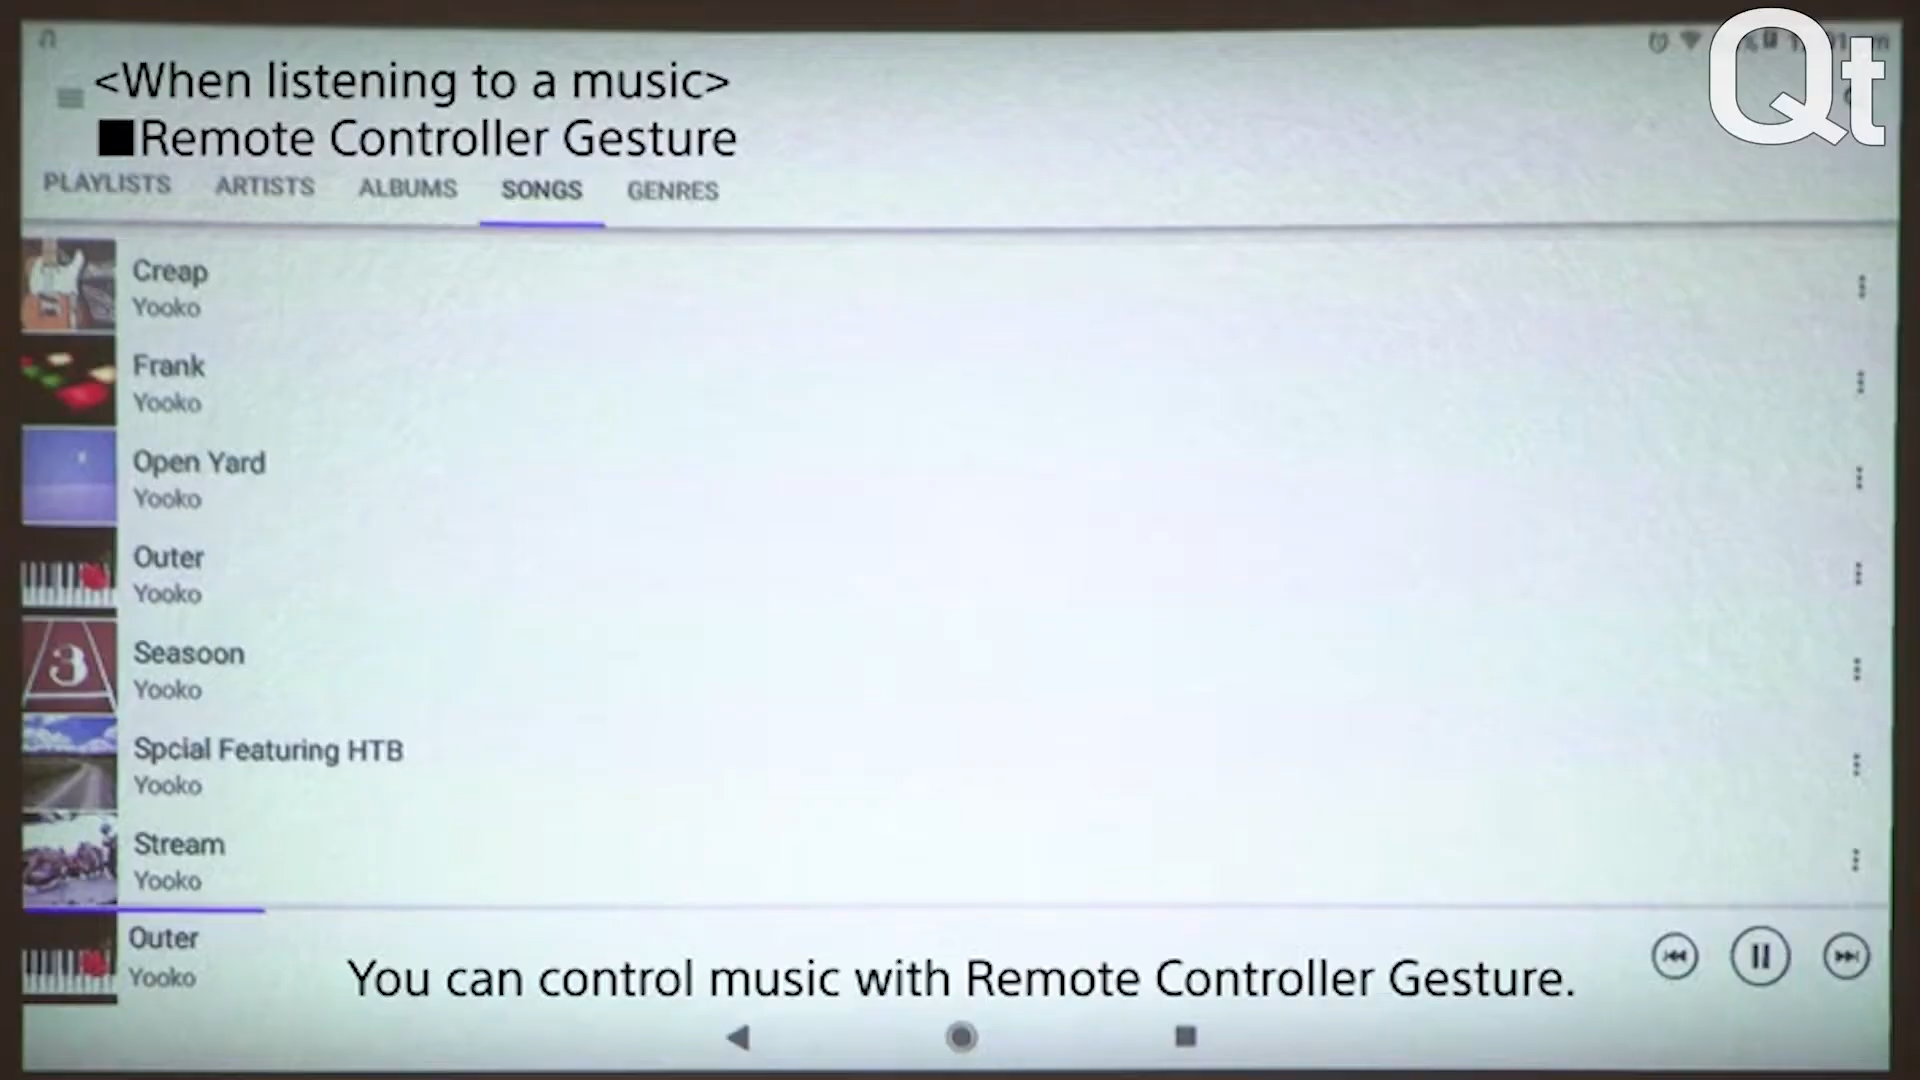 Qt
<When listening to a music>
■Remote Controller Gesture
PLAYLISTS ARTISTS ALBUMS SONGS GENRES
Creap
Yooko
Frank
Yooko
Open Yard
Yooko
Outer
Yooko
3
Seasoon
Yooko
Spcial Featuring HTB
Yooko
Stream
Yooko
Outer
Yooko
You can control music with Remote Controller Gesture.